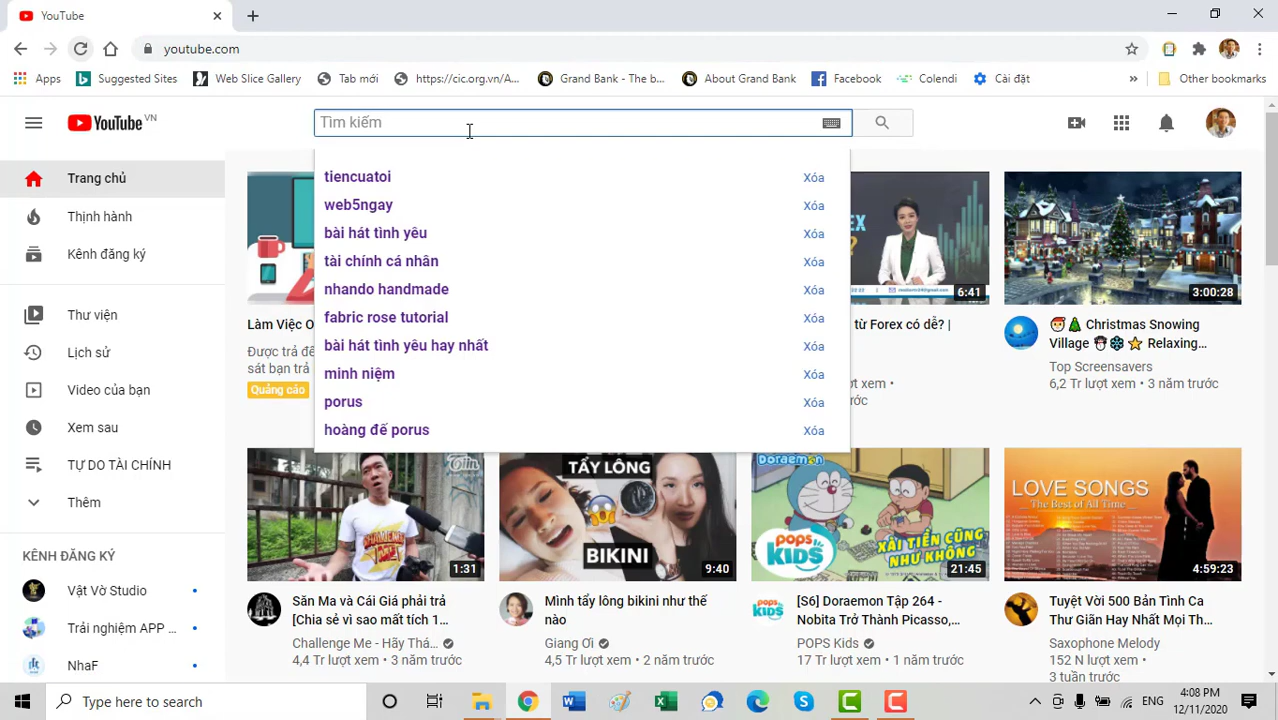 YouTube
youtube.com
Apps
Suggested Sites
Web Slice Gallery
Tab mới
https://cic.org.vn/A...
Grand Bank - The b...
About Grand Bank
Facebook
Colendi
Cài đặt
»
Other bookmarks
YouTube VN
Tìm kiếm
Trang chủ
Thịnh hành
Kênh đăng ký
Thư viện
Lịch sử
Video của bạn
Xem sau
TỰ DO TÀI CHÍNH
Thêm
KÊNH ĐĂNG KÝ
Vật Vờ Studio
Trải nghiệm APP ...
NhaF
tiencuatoi Xóa
web5ngay Xóa
bài hát tình yêu Xóa
tài chính cá nhân Xóa
nhando handmade Xóa
fabric rose tutorial Xóa
bài hát tình yêu hay nhất Xóa
minh niệm Xóa
porus Xóa
hoàng đế porus Xóa
Làm Việc O
Được trả để
sát bạn trả
Quảng cáo
EX
?
6:41
từ Forex có dễ? |
lượt xem •
3:00:28
Christmas Snowing
Village Relaxing...
Top Screensavers
6,2 Tr lượt xem • 3 năm trước
1:31
Săn Ma và Cái Giá phải trả
[Chia sẻ vì sao mất tích 1...
Challenge Me - Hãy Thá...
4,4 Tr lượt xem • 3 năm trước
TẨY LÔNG
BIKINI
9:40
Mình tẩy lông bikini như thế
nào
Giang Ơi
4,5 Tr lượt xem • 2 năm trước
Doraemon
POPS KIDS
XÀI TIỀN CŨNG
NHƯ KHÔNG
21:45
[S6] Doraemon Tập 264 -
Nobita Trở Thành Picasso,...
POPS Kids
17 Tr lượt xem • 1 năm trước
LOVE SONGS
The Best of All Time
4:59:23
Tuyệt Vời 500 Bản Tình Ca
Thư Giãn Hay Nhất Mọi Th...
Saxophone Melody
152 N lượt xem •
3 tuần trước
Type here to search
ENG
4:08 PM
12/11/2020